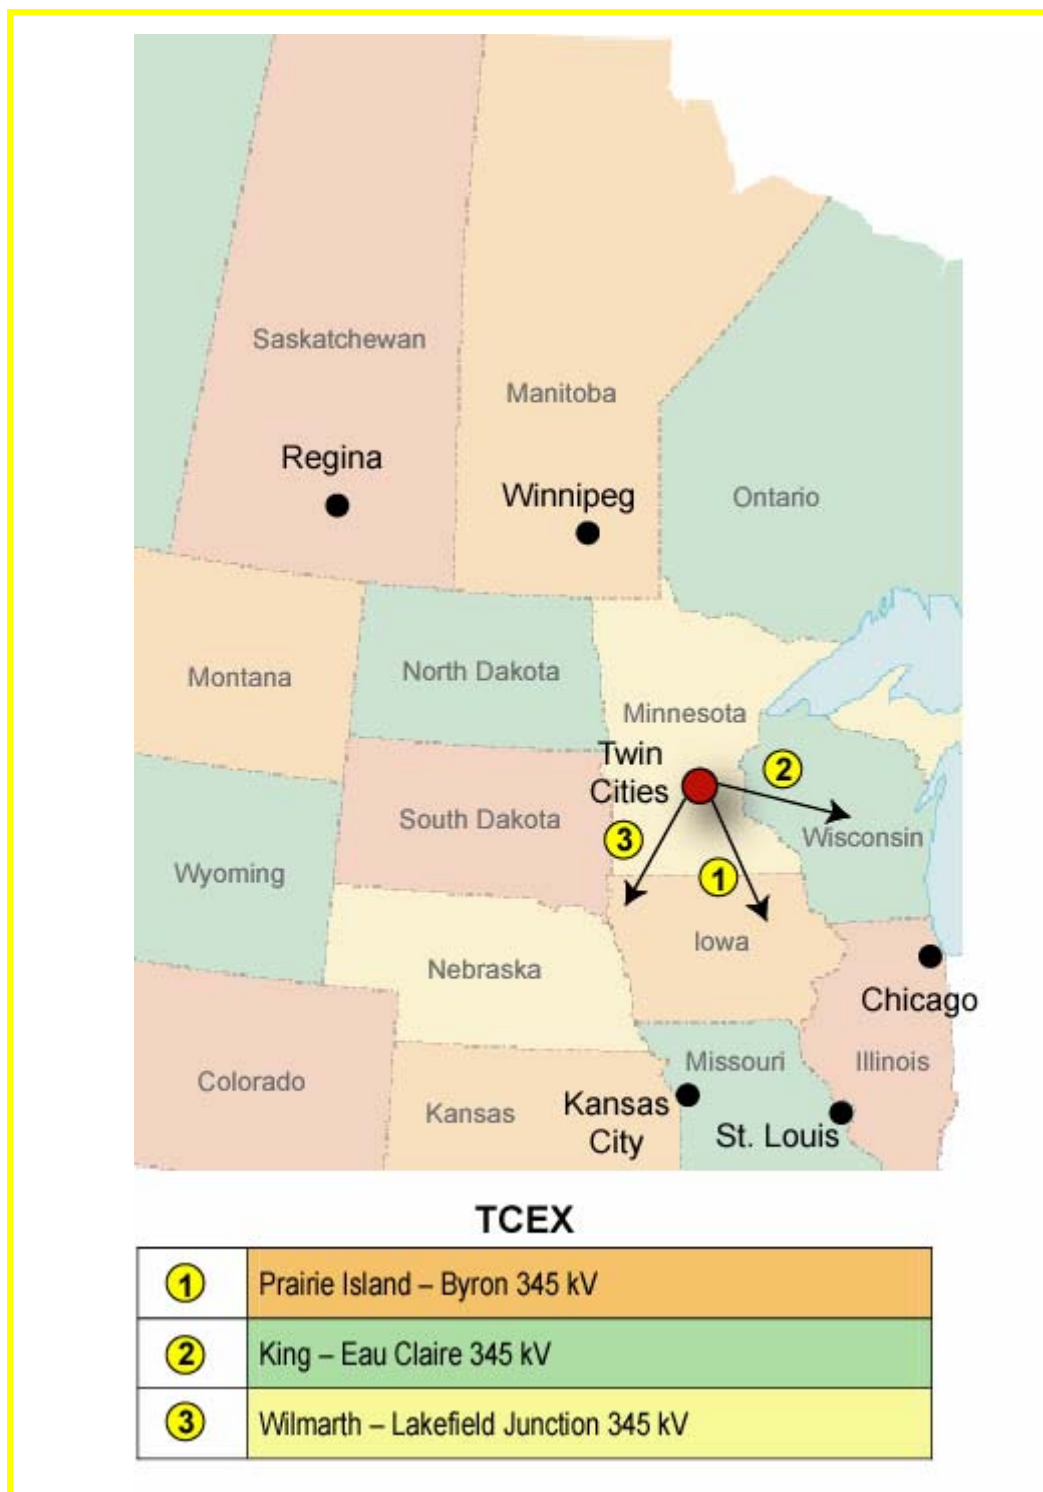 Saskatchewan
Manitoba
Regina
Winnipeg
Ontario
Montana
North Dakota
Minnesota
Twin
Cities
2
South Dakota
3
Wisconsin
Wyoming
1
Iowa
Nebraska
Chicago
Colorado
Missouri
Illinois
Kansas
Kansas
City
St. Louis
TCEX
1 Prairie Island – Byron 345 kV
2 King – Eau Claire 345 kV
3 Wilmarth – Lakefield Junction 345 kV